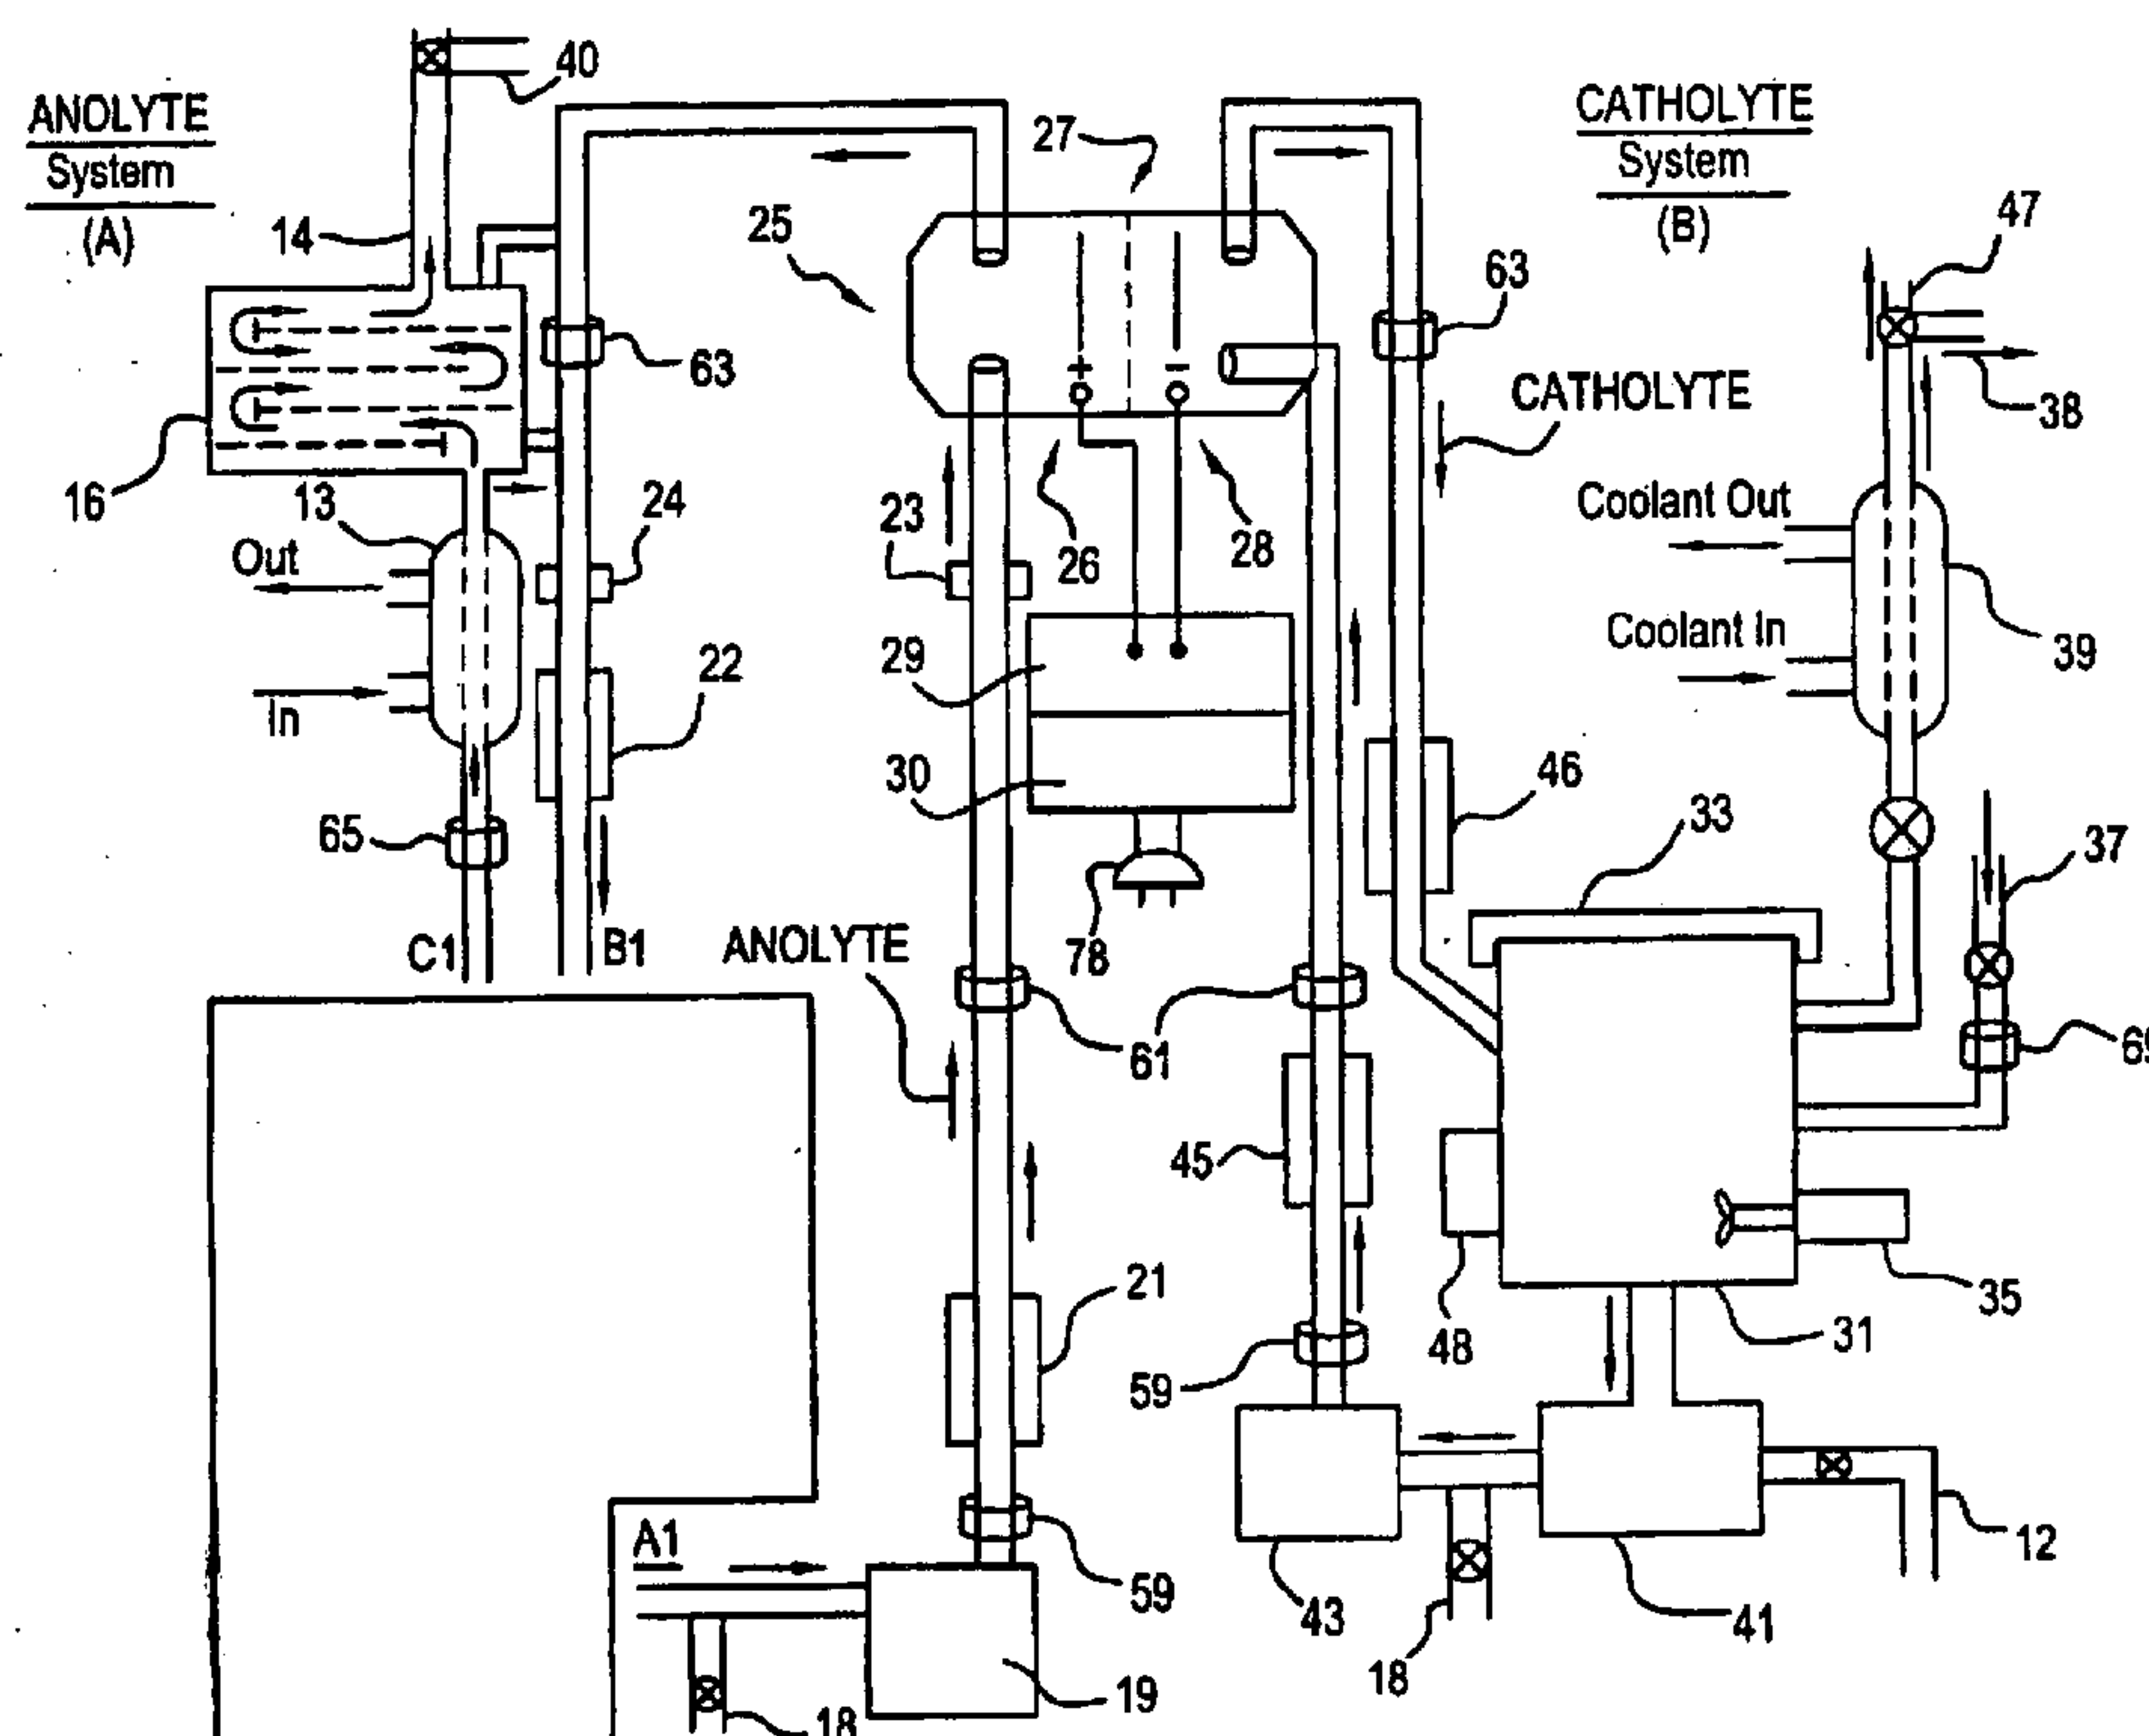 40
ANOLYTE
System
(A)
CATHOLYTE
System
(B)
27
14
25
47
63
63
CATHOLYTE
38
16
13
24
23
26
28
Coolant Out
Out
Coolant In
39
In
22
29
30
46
33
37
65
C1
B1
ANOLYTE
78
61
45
21
48
35
31
59
A1
59
43
18
41
12
19
18